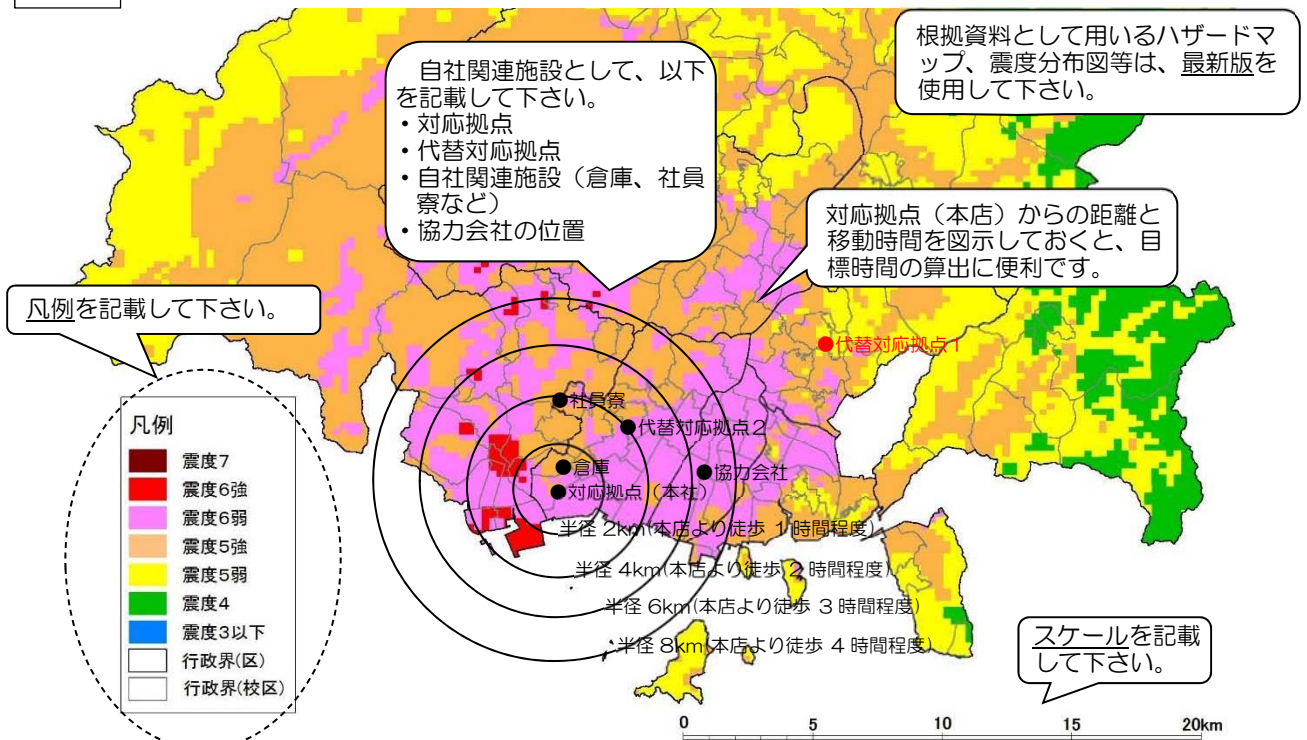 根拠資料として用いるハザードマ
ップ、震度分布図等は、最新版を
使用して下さい。
自社関連施設として、以下
を記載して下さい。
・対応拠点
・代替対応拠点
・自社関連施設（倉庫、社員
寮など）
・協力会社の位置
対応拠点（本店）からの距離と
移動時間を図示しておくと、目
標時間の算出に便利です。
凡例を記載して下さい。
代替対応拠点1
社員寮
代替対応拠点2
倉庫
協力会社
対応拠点（本社）
半径 2km(本店より徒歩 1 時間程度)
半径 4km(本店より徒歩 2 時間程度)
半径 6km(本店より徒歩 3 時間程度)
半径 8km(本店より徒歩 4 時間程度)
凡例
震度7
震度6強
震度6弱
震度5強
震度5弱
震度4
震度3以下
行政界(区)
行政界(校区)
スケールを記載
して下さい。
0 5 10 15 20km